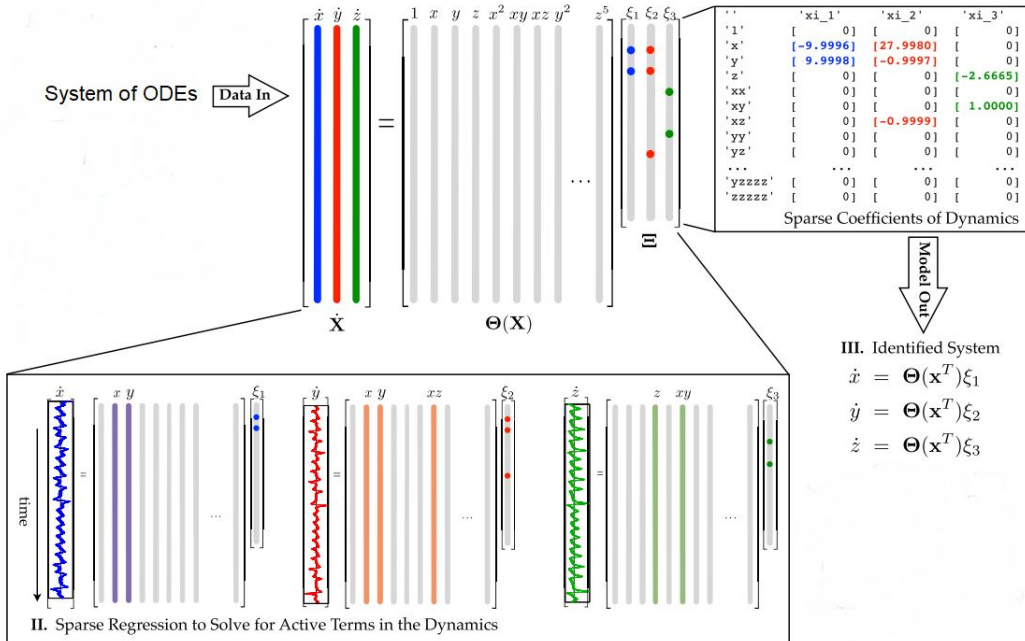 System of ODEs
Data In
ẋ ẏ ż
=
1 x y z x² xy xz y² z⁵
...
ξ₁ ξ₂ ξ₃
Ẋ
Θ(X)
Ξ
'' 'xi_1' 'xi_2' 'xi_3'
'1' [ 0] [ 0] [ 0]
'x' [-9.9996] [27.9980] [ 0]
'y' [ 9.9998] [-0.9997] [ 0]
'z' [ 0] [ 0] [-2.6665]
'xx' [ 0] [ 0] [ 0]
'xy' [ 0] [ 0] [ 1.0000]
'xz' [ 0] [-0.9999] [ 0]
'yy' [ 0] [ 0] [ 0]
'yz' [ 0] [ 0] [ 0]
... ... ... ...
'yzzzz' [ 0] [ 0] [ 0]
'zzzzz' [ 0] [ 0] [ 0]
Sparse Coefficients of Dynamics
Model Out
III. Identified System
ẋ = Θ(xᵀ)ξ₁
ẏ = Θ(xᵀ)ξ₂
ż = Θ(xᵀ)ξ₃
time
ẋ = x y ... ξ₁
ẏ = x y xz ... ξ₂
ż = z xy ... ξ₃
II. Sparse Regression to Solve for Active Terms in the Dynamics